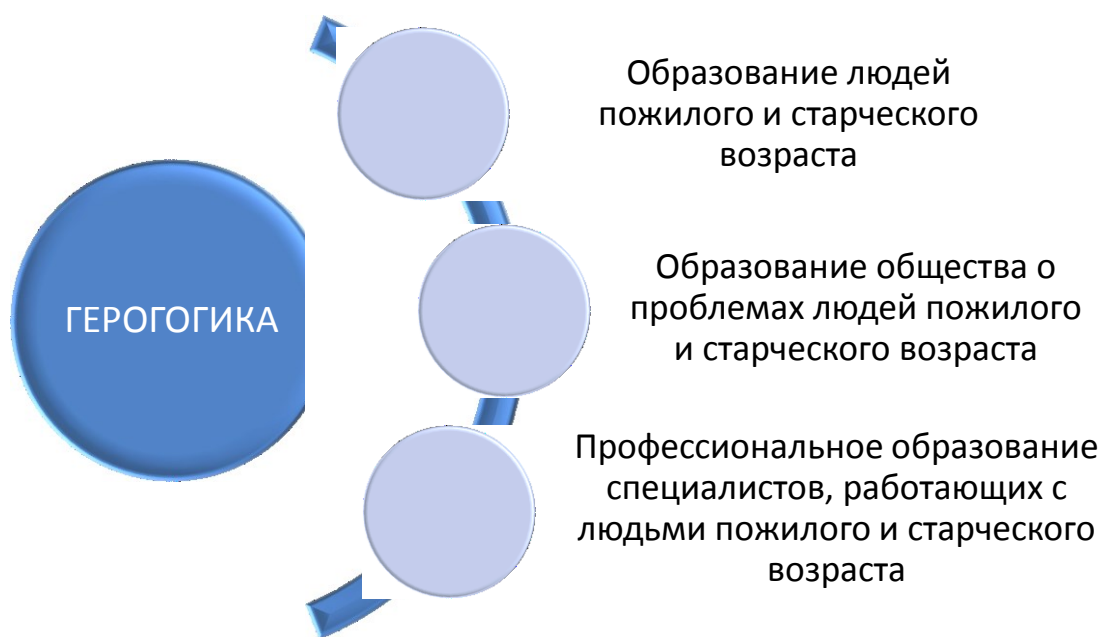 ГЕРОГОГИКА
Образование людей
пожилого и старческого
возраста
Образование общества о
проблемах людей пожилого
и старческого возраста
Профессиональное образование
специалистов, работающих с
людьми пожилого и старческого
возраста